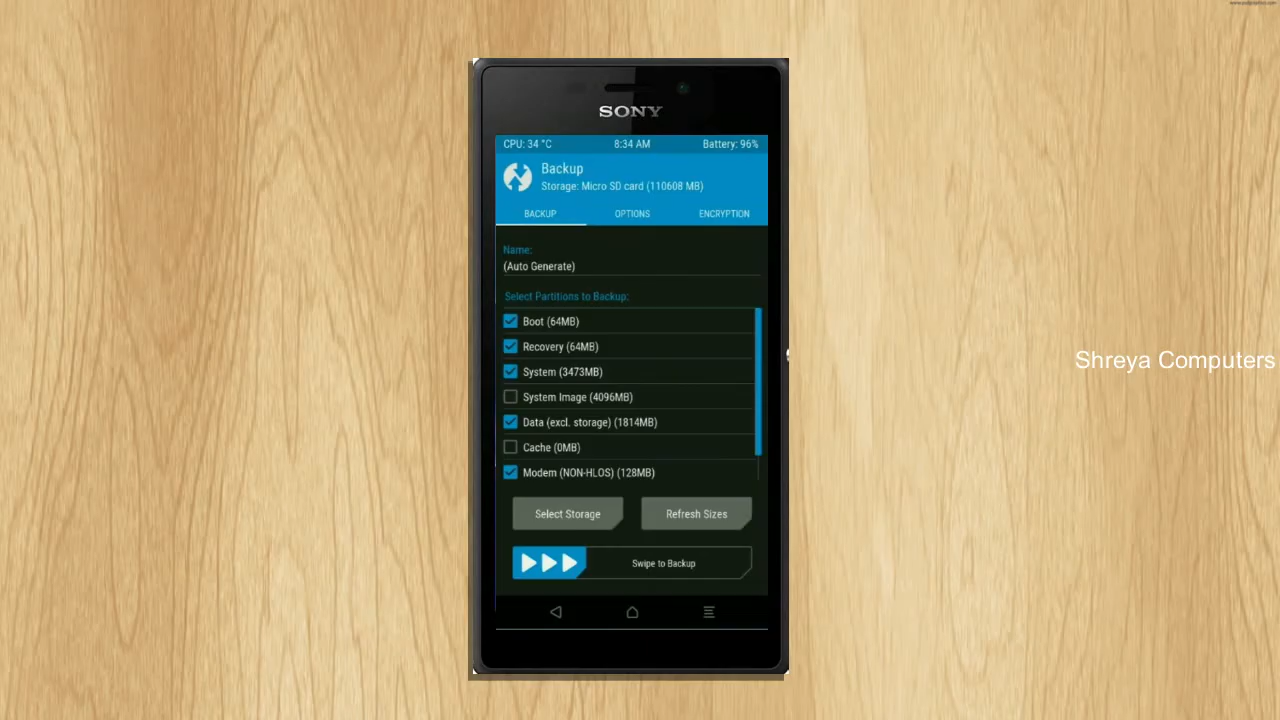 SONY
CPU: 34 °C 8:34 AM Battery: 96%
Backup
Storage: Micro SD card (110608 MB)
BACKUP OPTIONS ENCRYPTION
Name:
(Auto Generate)
Select Partitions to Backup:
Boot (64MB)
Recovery (64MB)
System (3473MB)
System Image (4096MB)
Data (excl. storage) (1814MB)
Cache (0MB)
Modem (NON-HLOS) (128MB)
Select Storage Refresh Sizes
Swipe to Backup
Shreya Computers